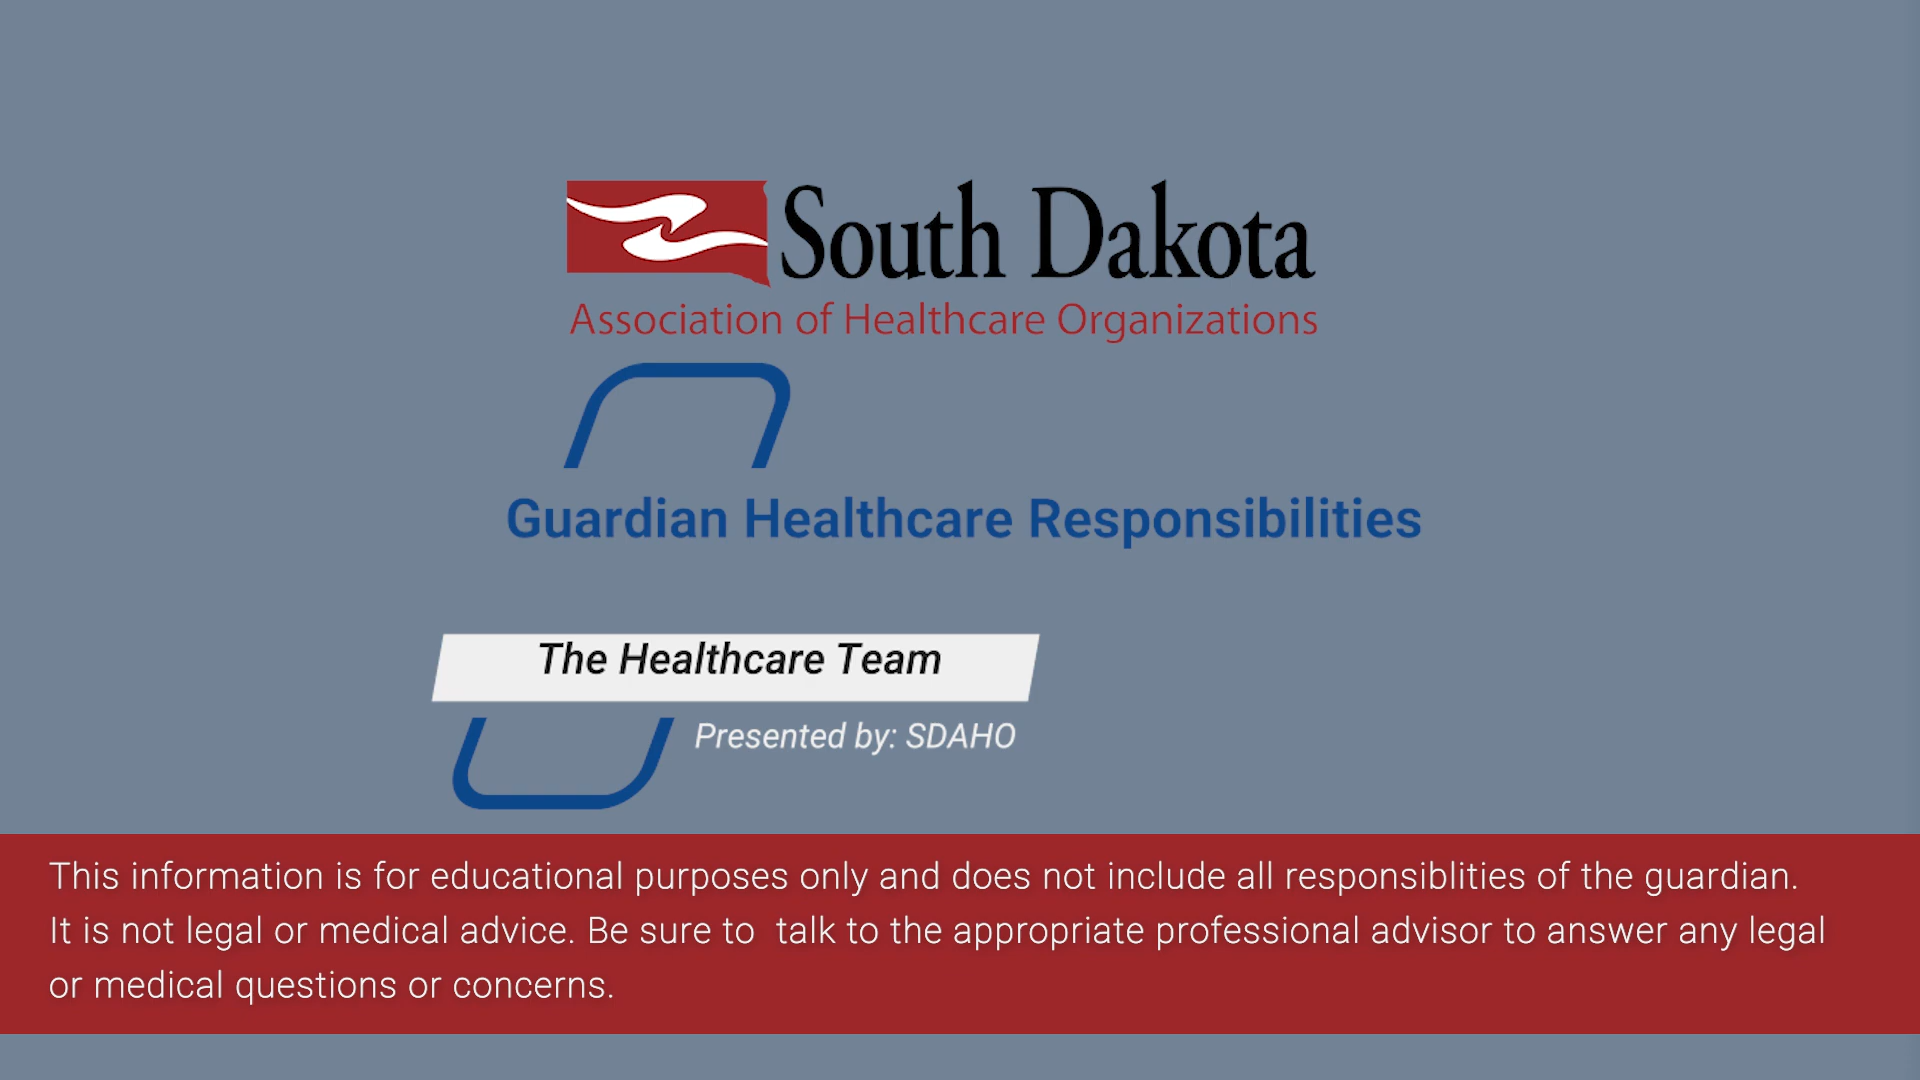 South Dakota
Association of Healthcare Organizations
Guardian Healthcare Responsibilities
The Healthcare Team
Presented by: SDAHO
This information is for educational purposes only and does not include all responsiblities of the guardian.
It is not legal or medical advice. Be sure to  talk to the appropriate professional advisor to answer any legal
or medical questions or concerns.